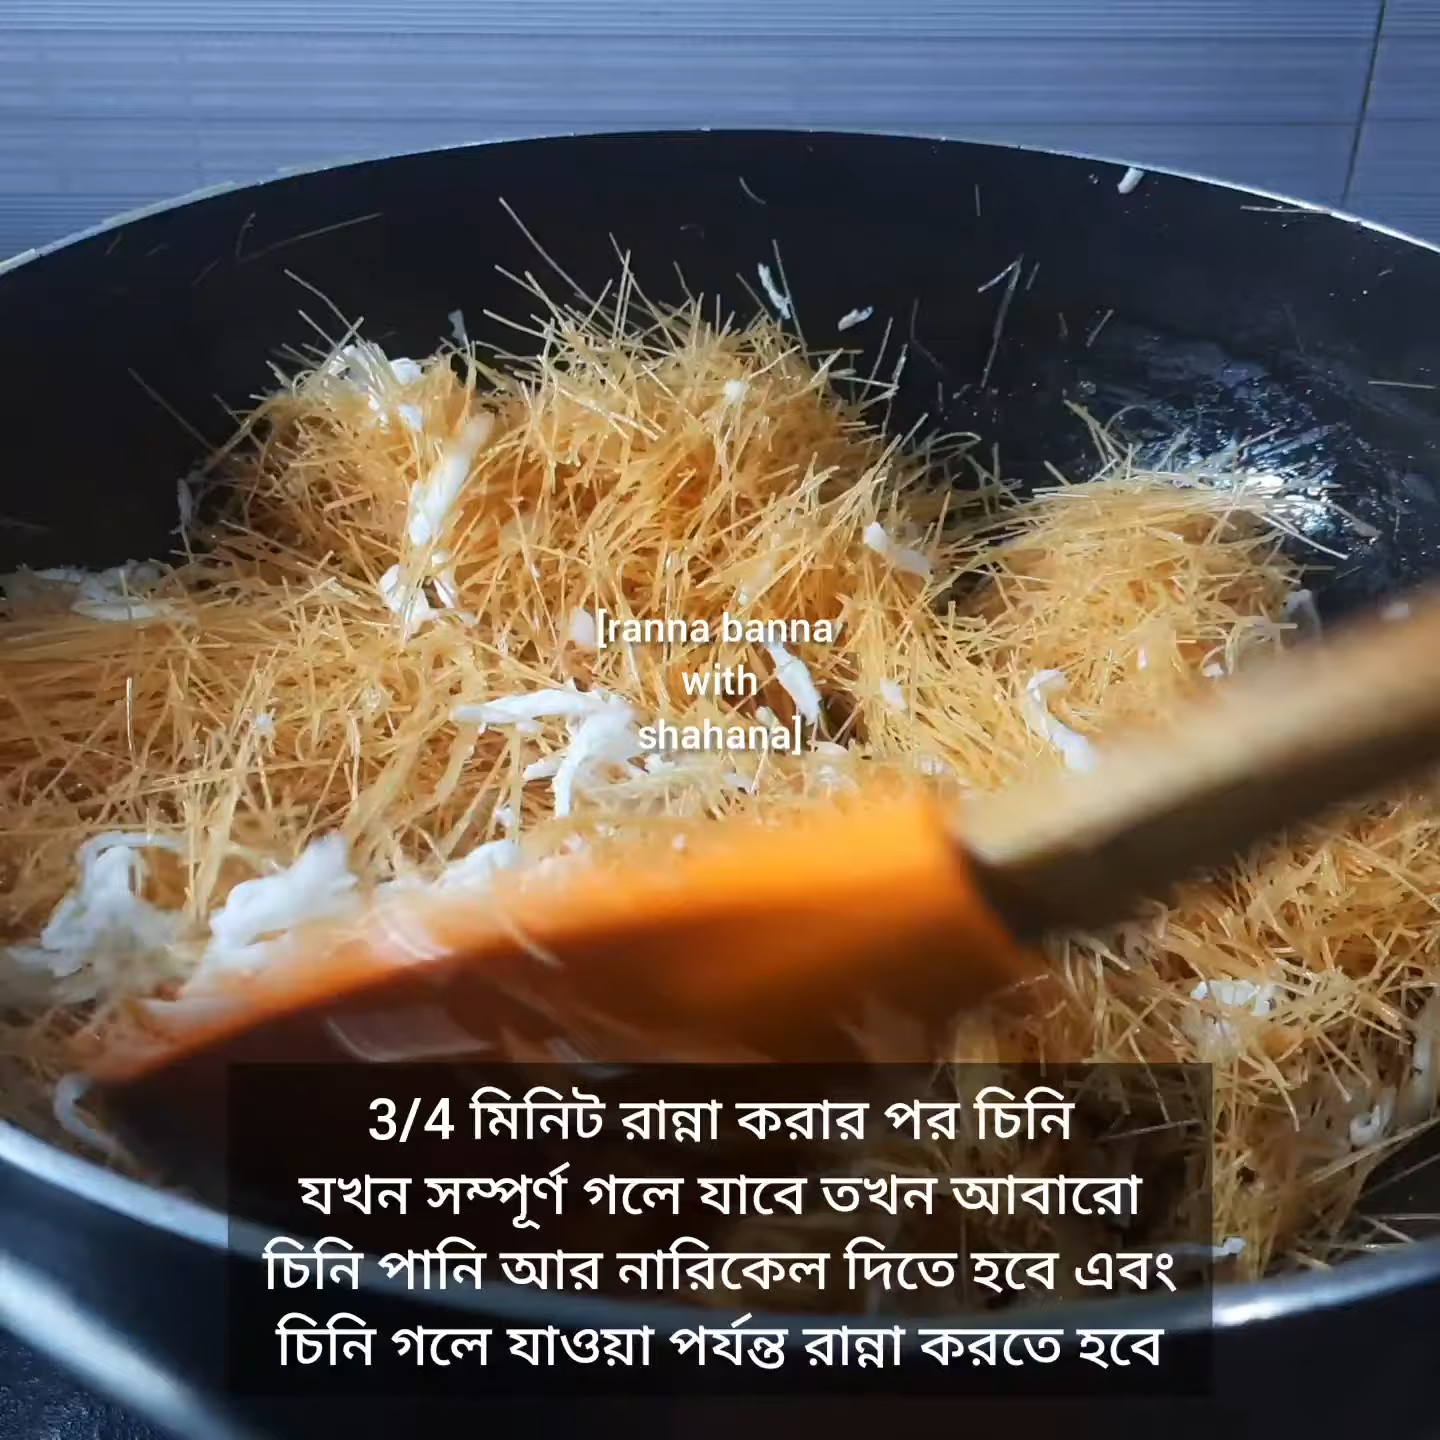 [ranna banna
with
shahana]
3/4 মিনিট রান্না করার পর চিনি
যখন সম্পূর্ণ গলে যাবে তখন আবারো
চিনি পানি আর নারিকেল দিতে হবে এবং
চিনি গলে যাওয়া পর্যন্ত রান্না করতে হবে